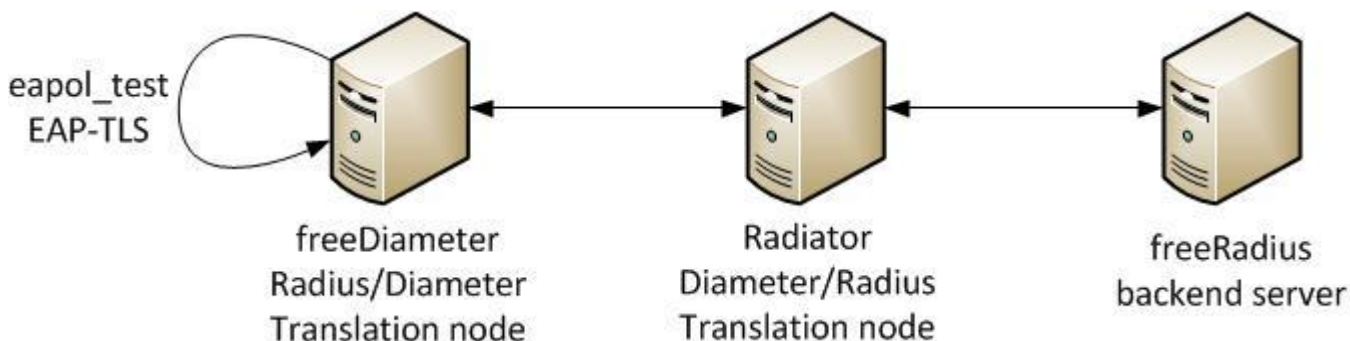 eapol_test
EAP-TLS
freeDiameter
Radius/Diameter
Translation node
Radiator
Diameter/Radius
Translation node
freeRadius
backend server